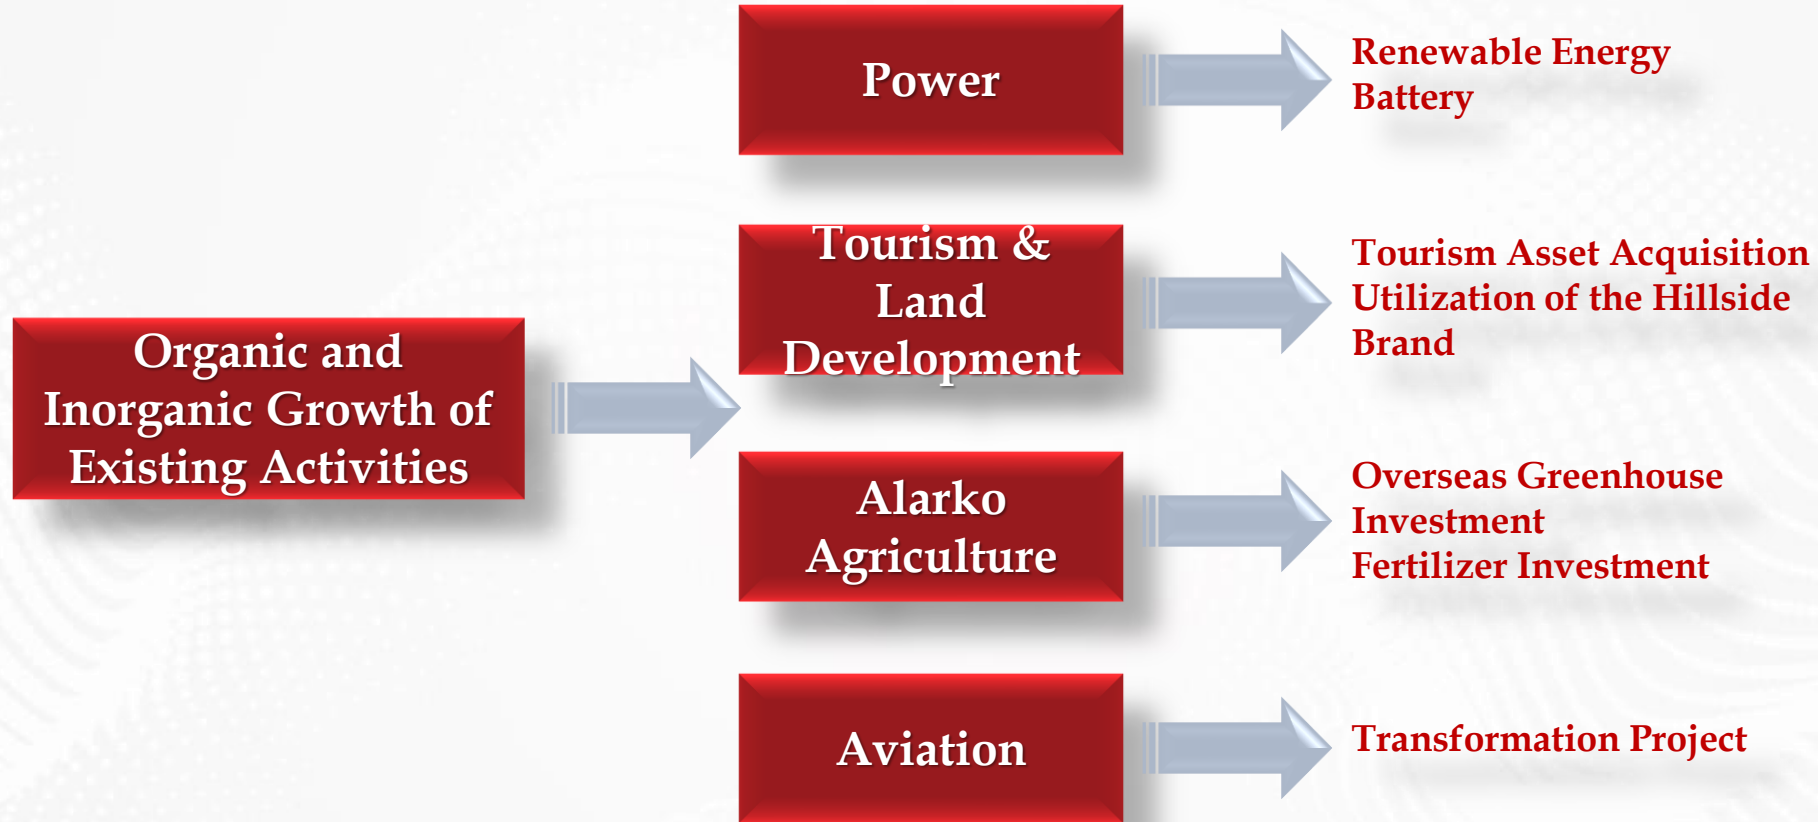 Organic and
Inorganic Growth of
Existing Activities
Power
Renewable Energy
Battery
Tourism &
Land
Development
Tourism Asset Acquisition
Utilization of the Hillside
Brand
Alarko
Agriculture
Overseas Greenhouse
Investment
Fertilizer Investment
Aviation
Transformation Project